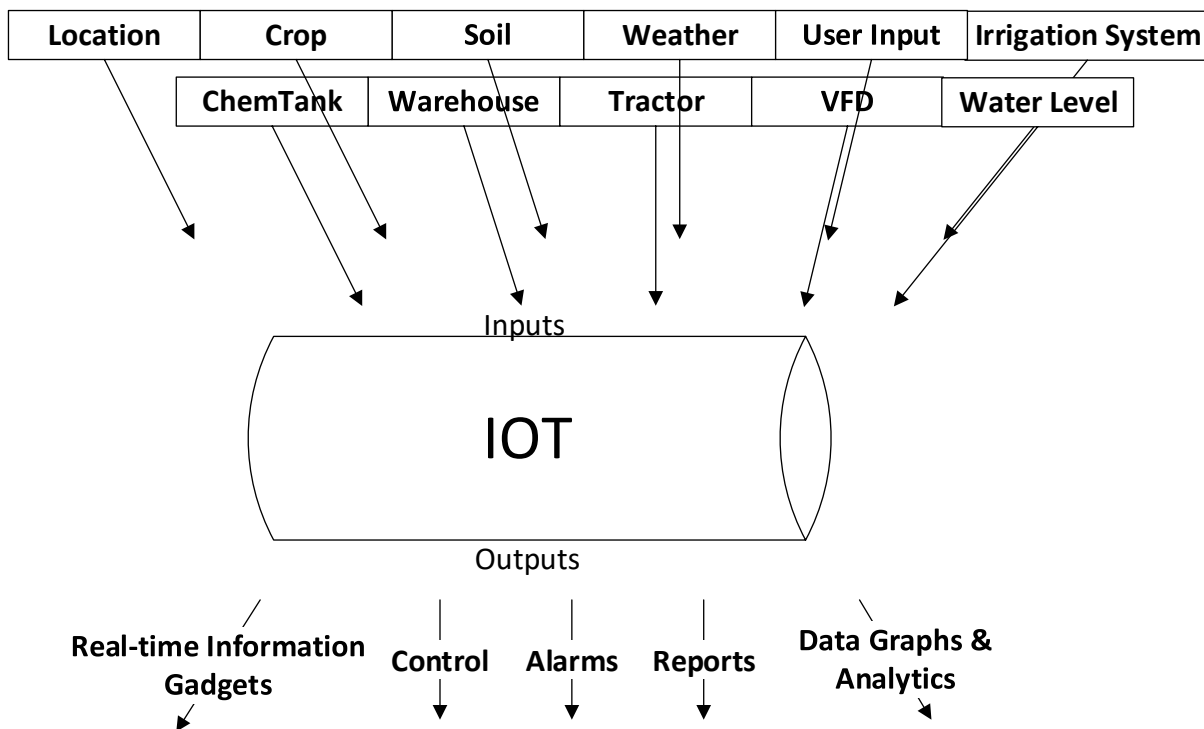 Location Crop Soil Weather User Input Irrigation System
ChemTank Warehouse Tractor VFD Water Level
Inputs
IOT
Outputs
Real-time Information
Gadgets
Control
Alarms
Reports
Data Graphs &
Analytics